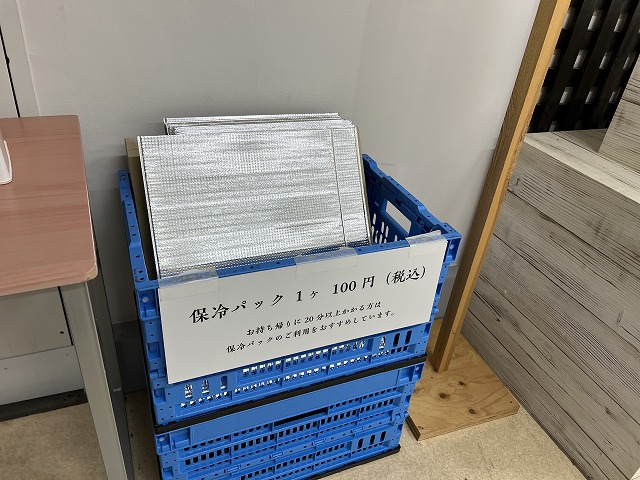 保冷パック 1ヶ 100円（税込）
お持ち帰りに20分以上かかる方は
保冷パックのご利用をおすすめしています。